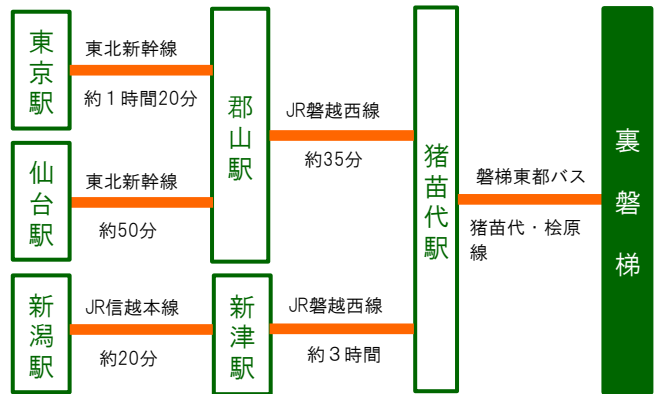 東京駅
東北新幹線
約１時間20分
仙台駅
東北新幹線
約50分
郡山駅
JR磐越西線
約35分
新潟駅
JR信越本線
約20分
新津駅
JR磐越西線
約３時間
猪苗代駅
磐梯東都バス
猪苗代・桧原
線
裏磐梯